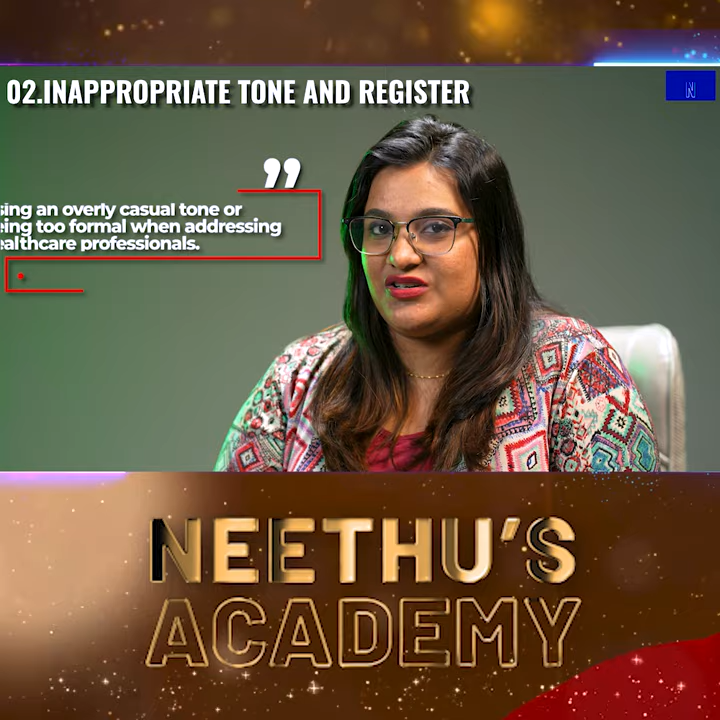 02.INAPPROPRIATE TONE AND REGISTER
N
”
sing an overly casual tone or
eing too formal when addressing
ealthcare professionals.
NEETHU’S
ACADEMY